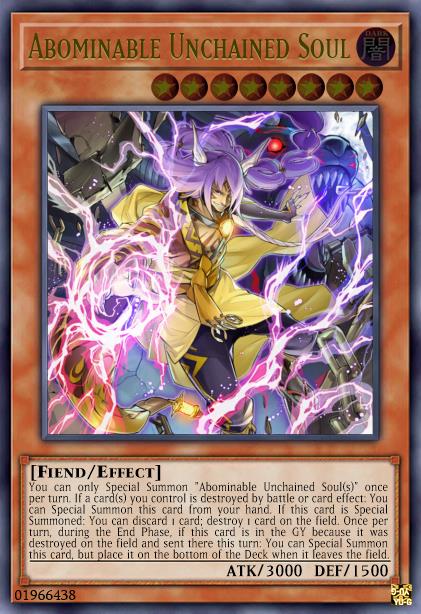 Abominable Unchained Soul
DARK
闇
[Fiend/Effect]
You can only Special Summon "Abominable Unchained Soul(s)" once
per turn. If a card(s) you control is destroyed by battle or card effect: You
can Special Summon this card from your hand. If this card is Special
Summoned: You can discard 1 card; destroy 1 card on the field. Once per
turn, during the End Phase, if this card is in the GY because it was
destroyed on the field and sent there this turn: You can Special Summon
this card, but place it on the bottom of the Deck when it leaves the field.
ATK/3000 DEF/1500
01966438